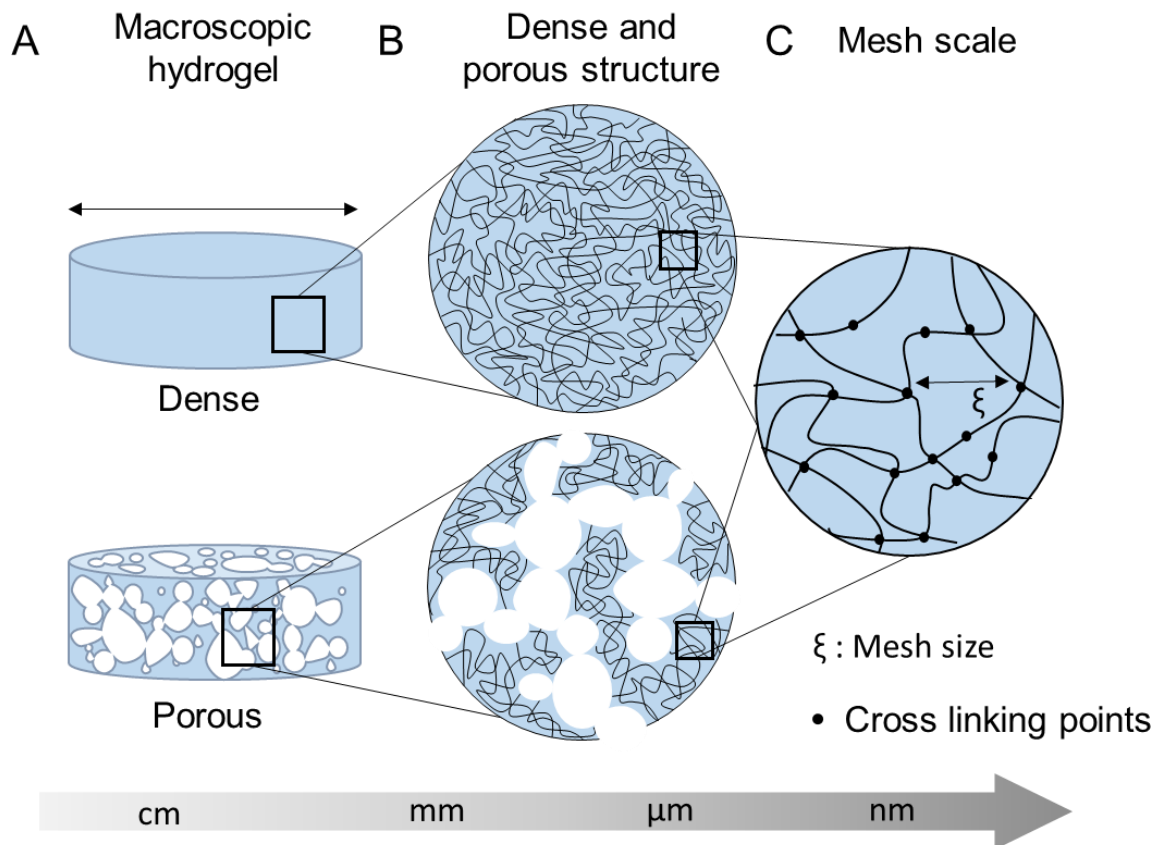 A
Macroscopic
hydrogel
B
Dense and
porous structure
C
Mesh scale
Dense
ξ
Porous
ξ : Mesh size
• Cross linking points
cm
mm
µm
nm